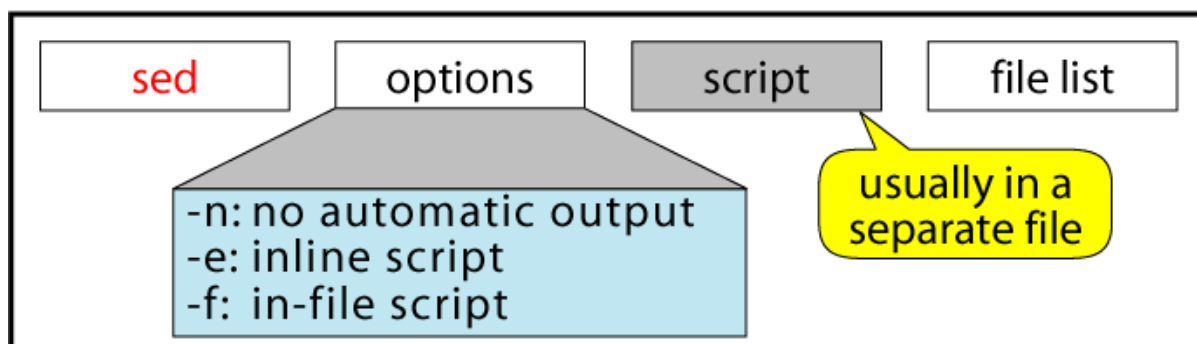 sed options script file list
usually in a
separate file
-n: no automatic output
-e: inline script
-f: in-file script